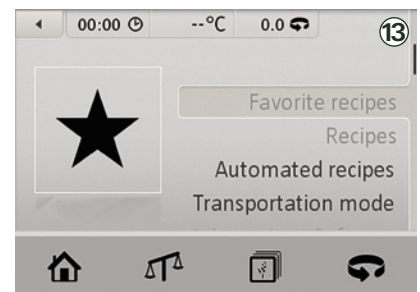 00:00 --°C 0.0
13
Favorite recipes
Recipes
Automated recipes
Transportation mode